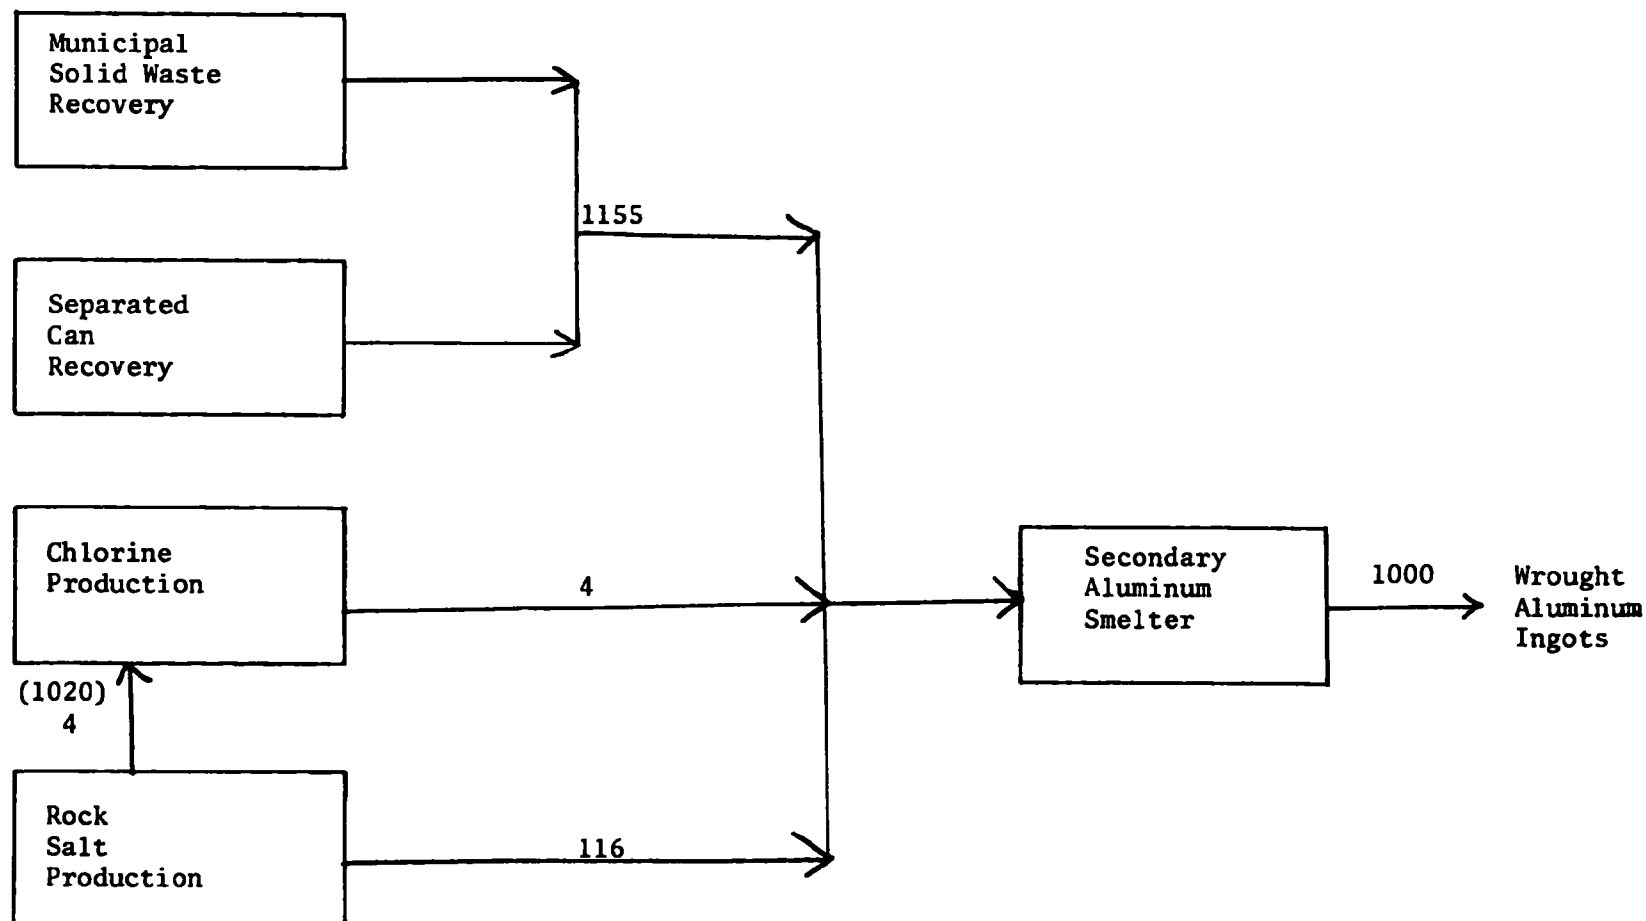 Municipal
Solid Waste
Recovery
1155
Separated
Can
Recovery
Chlorine
Production
4
Secondary
Aluminum
Smelter
1000
Wrought
Aluminum
Ingots
(1020)
4
Rock
Salt
Production
116